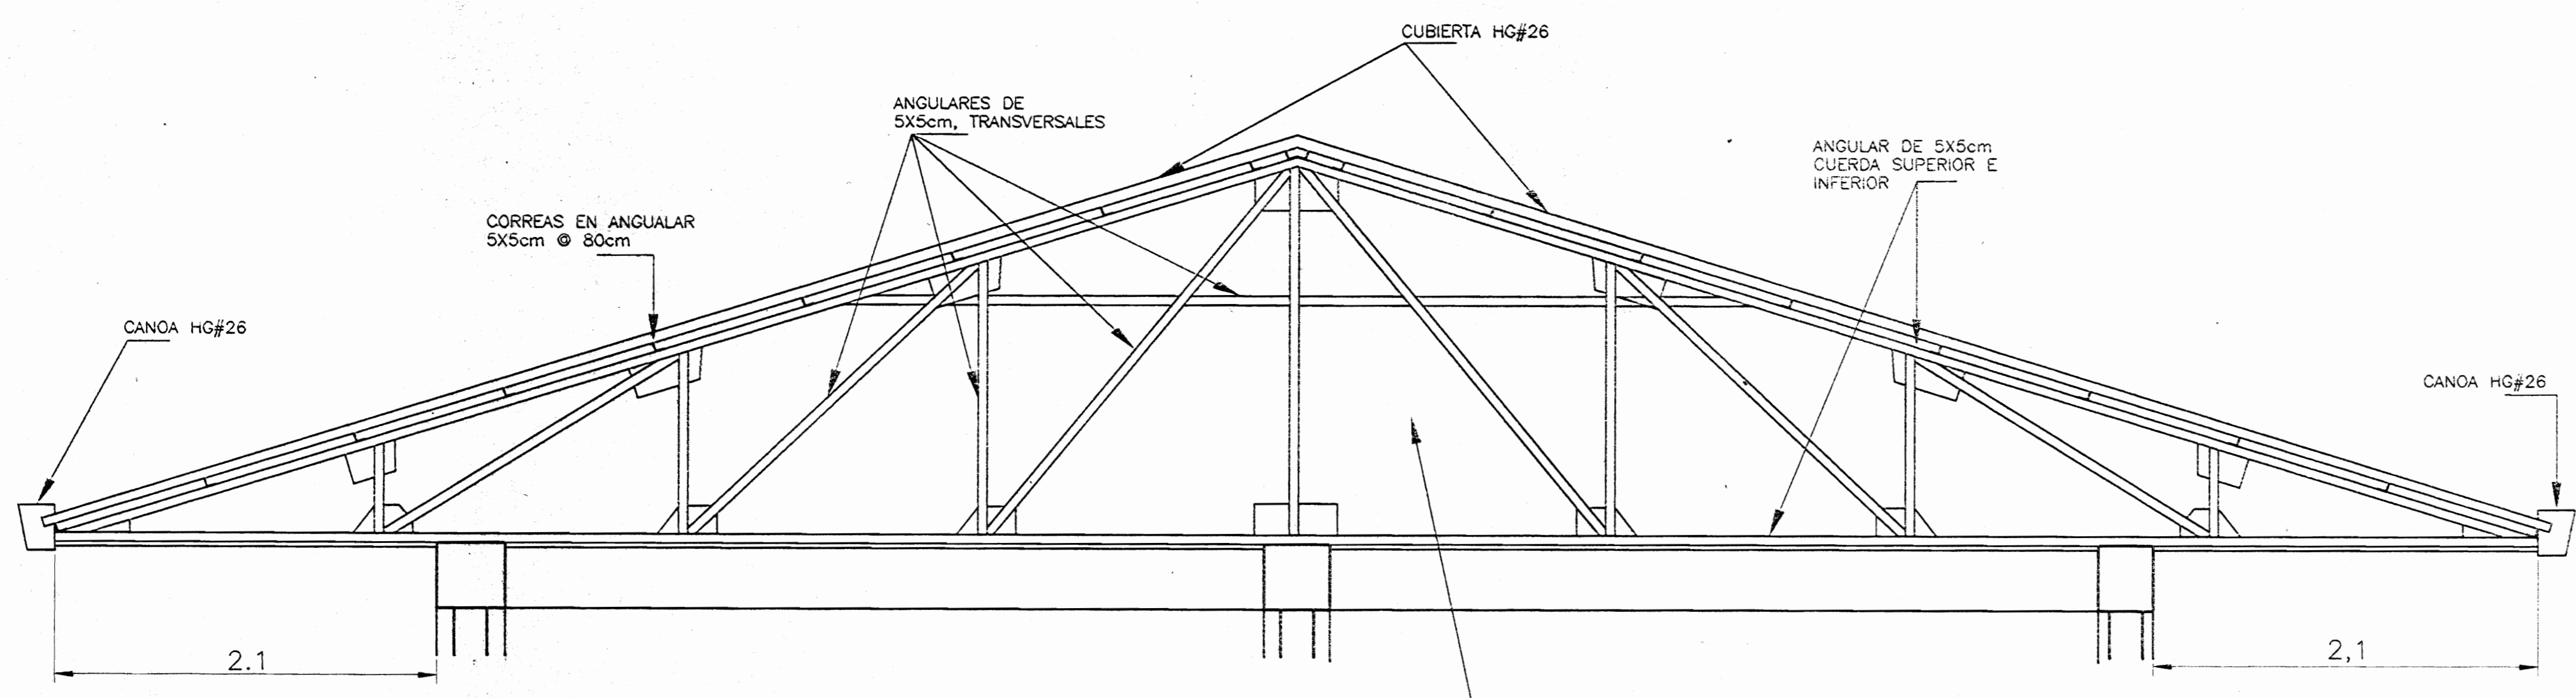 CUBIERTA HG#26
ANGULARES DE
5X5cm, TRANSVERSALES
ANGULAR DE 5X5cm
CUERDA SUPERIOR E
INFERIOR
CORREAS EN ANGUALAR
5X5cm @ 80cm
CANOA HG#26
CANOA HG#26
2.1
2,1